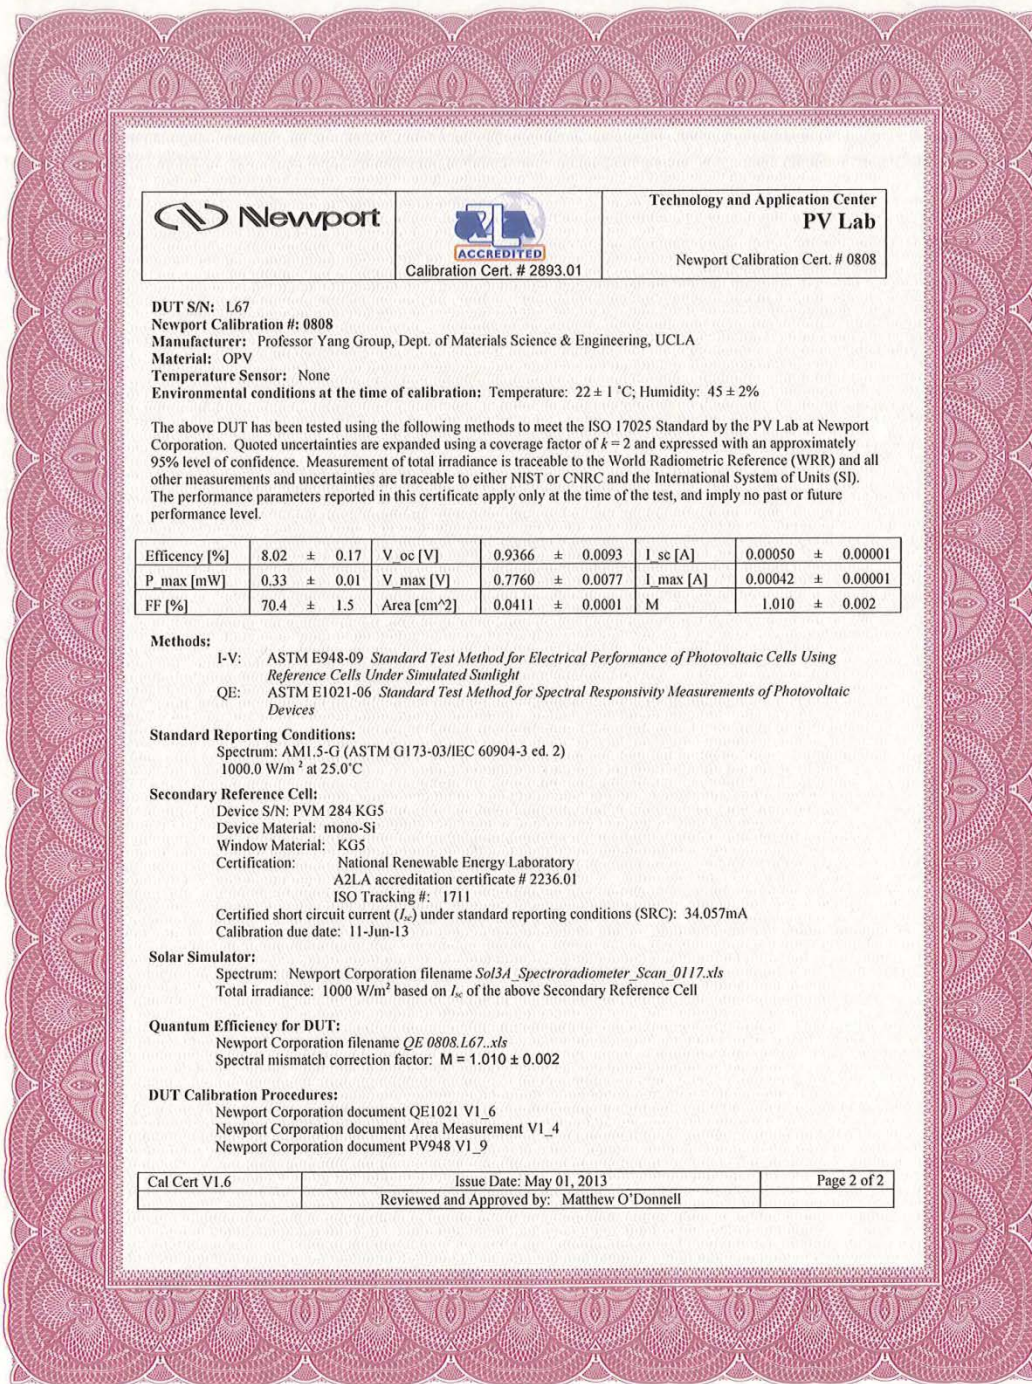 Newport
A2LA
ACCREDITED
Calibration Cert. # 2893.01
Technology and Application Center
PV Lab
Newport Calibration Cert. # 0808
DUT S/N: L67
Newport Calibration #: 0808
Manufacturer: Professor Yang Group, Dept. of Materials Science & Engineering, UCLA
Material: OPV
Temperature Sensor: None
Environmental conditions at the time of calibration: Temperature: 22 ± 1 °C; Humidity: 45 ± 2%
The above DUT has been tested using the following methods to meet the ISO 17025 Standard by the PV Lab at Newport
Corporation. Quoted uncertainties are expanded using a coverage factor of k = 2 and expressed with an approximately
95% level of confidence. Measurement of total irradiance is traceable to the World Radiometric Reference (WRR) and all
other measurements and uncertainties are traceable to either NIST or CNRC and the International System of Units (SI).
The performance parameters reported in this certificate apply only at the time of the test, and imply no past or future
performance level.
Efficency [%] 8.02 ± 0.17 V_oc [V] 0.9366 ± 0.0093 I_sc [A] 0.00050 ± 0.00001
P_max [mW] 0.33 ± 0.01 V_max [V] 0.7760 ± 0.0077 I_max [A] 0.00042 ± 0.00001
FF [%] 70.4 ± 1.5 Area [cm^2] 0.0411 ± 0.0001 M 1.010 ± 0.002
Methods:
I-V: ASTM E948-09 Standard Test Method for Electrical Performance of Photovoltaic Cells Using
Reference Cells Under Simulated Sunlight
QE: ASTM E1021-06 Standard Test Method for Spectral Responsivity Measurements of Photovoltaic
Devices
Standard Reporting Conditions:
Spectrum: AM1.5-G (ASTM G173-03/IEC 60904-3 ed. 2)
1000.0 W/m ² at 25.0°C
Secondary Reference Cell:
Device S/N: PVM 284 KG5
Device Material: mono-Si
Window Material: KG5
Certification: National Renewable Energy Laboratory
A2LA accreditation certificate # 2236.01
ISO Tracking #: 1711
Certified short circuit current (Isc) under standard reporting conditions (SRC): 34.057mA
Calibration due date: 11-Jun-13
Solar Simulator:
Spectrum: Newport Corporation filename Sol3A_Spectroradiometer_Scan_0117.xls
Total irradiance: 1000 W/m² based on Isc of the above Secondary Reference Cell
Quantum Efficiency for DUT:
Newport Corporation filename QE 0808.L67..xls
Spectral mismatch correction factor: M = 1.010 ± 0.002
DUT Calibration Procedures:
Newport Corporation document QE1021 V1_6
Newport Corporation document Area Measurement V1_4
Newport Corporation document PV948 V1_9
Cal Cert V1.6 Issue Date: May 01, 2013 Page 2 of 2
Reviewed and Approved by: Matthew O'Donnell